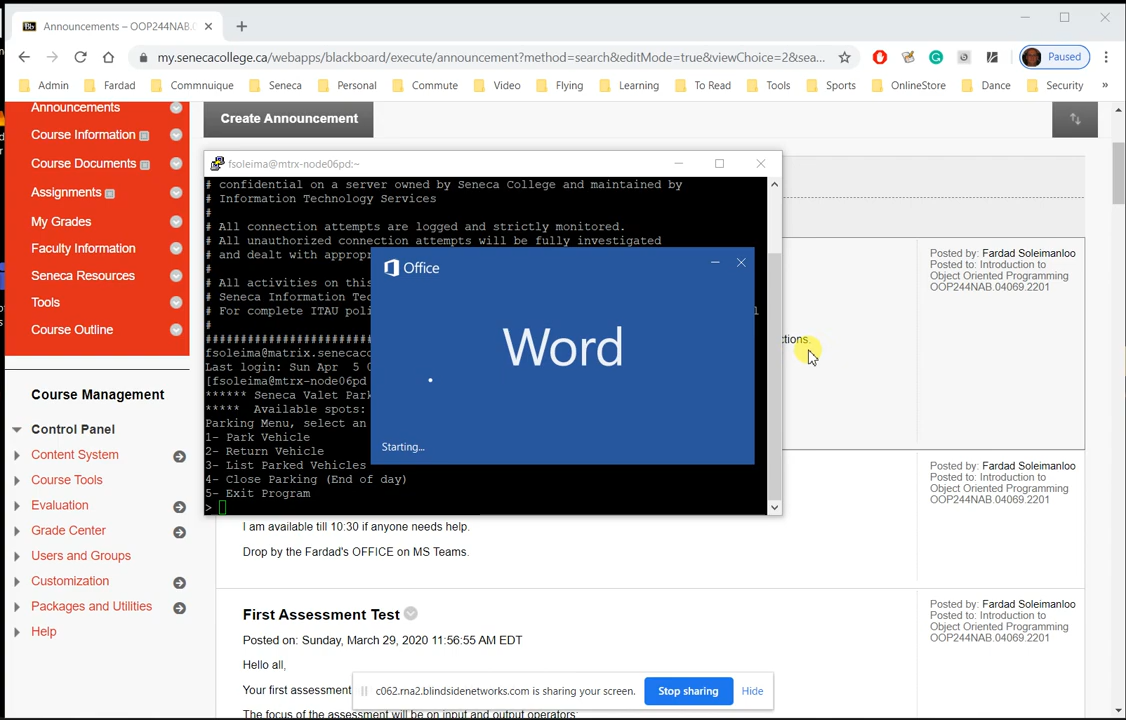 Announcements – OOP244NAB.
my.senecacollege.ca/webapps/blackboard/execute/announcement?method=search&editMode=true&viewChoice=2&sea...
Paused
Admin Fardad Commnuique Seneca Personal Commute Video Flying Learning To Read Tools Sports OnlineStore Dance Security »
Announcements
Course Information
Course Documents
Assignments
My Grades
Faculty Information
Seneca Resources
Tools
Course Outline
Course Management
Control Panel
Content System
Course Tools
Evaluation
Grade Center
Users and Groups
Customization
Packages and Utilities
Help
Create Announcement
fsoleima@mtrx-node06pd:~
# confidential on a server owned by Seneca College and maintained by
# Information Technology Services
#
# All connection attempts are logged and strictly monitored.
# All unauthorized connection attempts will be fully investigated
# and dealt with appropr
#
# All activities on this
# Seneca Information Tec
# For complete ITAU poli l
#
#######################
fsoleima@matrix.senecaco
Last login: Sun Apr 5 0
[fsoleima@mtrx-node06pd
****** Seneca Valet Park
***** Available spots:
Parking Menu, select an
1- Park Vehicle
2- Return Vehicle
3- List Parked Vehicles
4- Close Parking (End of day)
5- Exit Program
>
Office
Word
Starting...
ctions.
Posted by: Fardad Soleimanloo
Posted to: Introduction to
Object Oriented Programming
OOP244NAB.04069.2201
I am available till 10:30 if anyone needs help.
Drop by the Fardad's OFFICE on MS Teams.
Posted by: Fardad Soleimanloo
Posted to: Introduction to
Object Oriented Programming
OOP244NAB.04069.2201
First Assessment Test
Posted on: Sunday, March 29, 2020 11:56:55 AM EDT
Hello all,
Your first assessment
The focus of the assessment will be on input and output operators:
Posted by: Fardad Soleimanloo
Posted to: Introduction to
Object Oriented Programming
OOP244NAB.04069.2201
c062.rna2.blindsidenetworks.com is sharing your screen.
Stop sharing
Hide